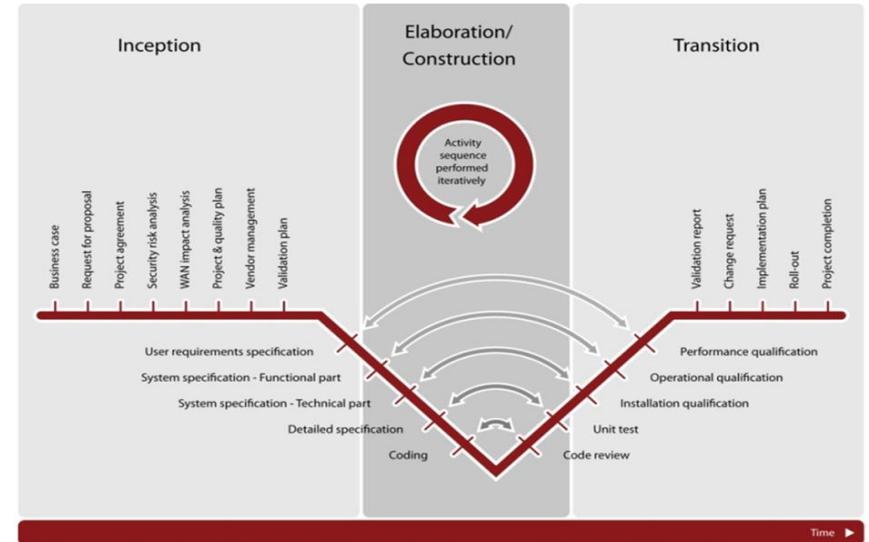 Inception
Elaboration/
Construction
Transition
Activity
sequence
performed
iteratively
Business case
Request for proposal
Project agreement
Security risk analysis
WAN impact analysis
Project & quality plan
Vendor management
Validation plan
Validation report
Change request
Implementation plan
Roll-out
Project completion
User requirements specification
Performance qualification
System specification - Functional part
Operational qualification
System specification - Technical part
Installation qualification
Detailed specification
Unit test
Coding
Code review
Time